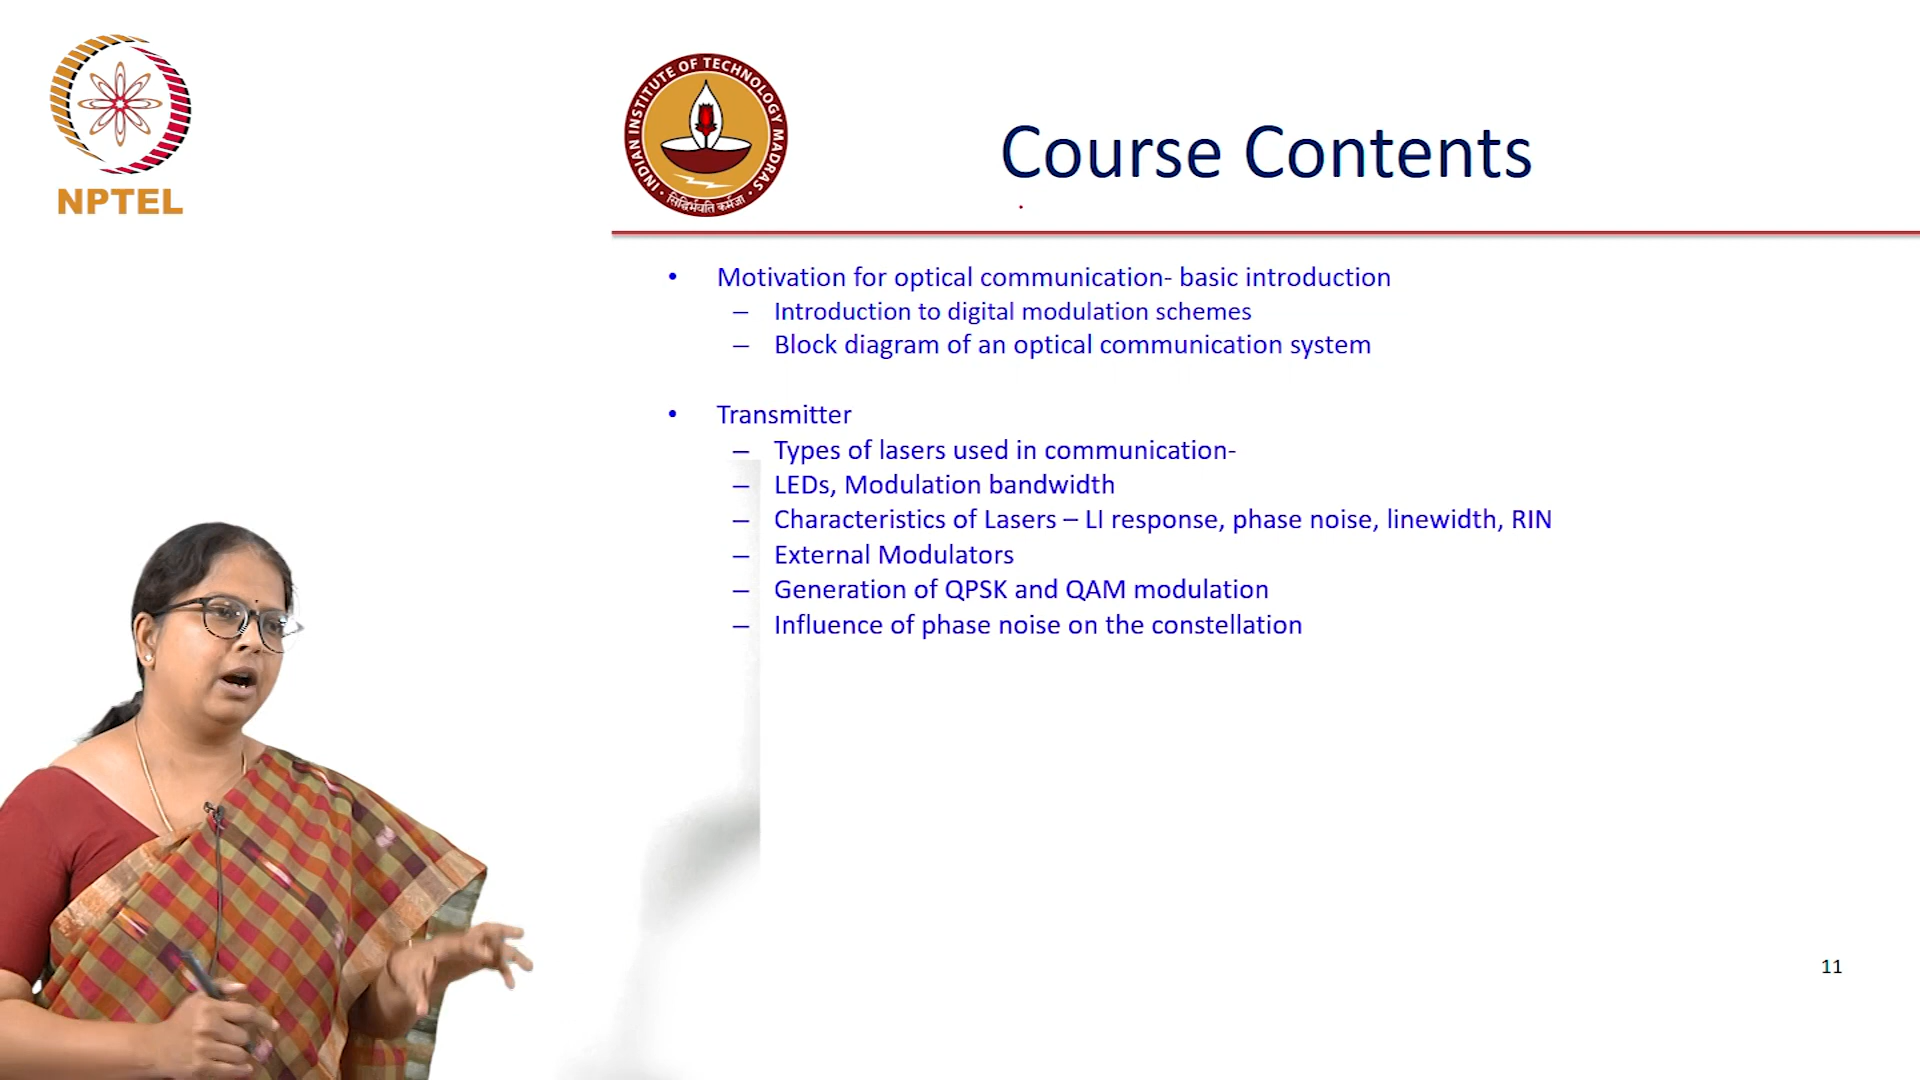 NPTEL
INDIAN INSTITUTE OF TECHNOLOGY MADRAS
सिद्धिर्भवति कर्मजा
Course Contents
• Motivation for optical communication- basic introduction
– Introduction to digital modulation schemes
– Block diagram of an optical communication system
• Transmitter
– Types of lasers used in communication-
– LEDs, Modulation bandwidth
– Characteristics of Lasers – LI response, phase noise, linewidth, RIN
– External Modulators
– Generation of QPSK and QAM modulation
– Influence of phase noise on the constellation
11